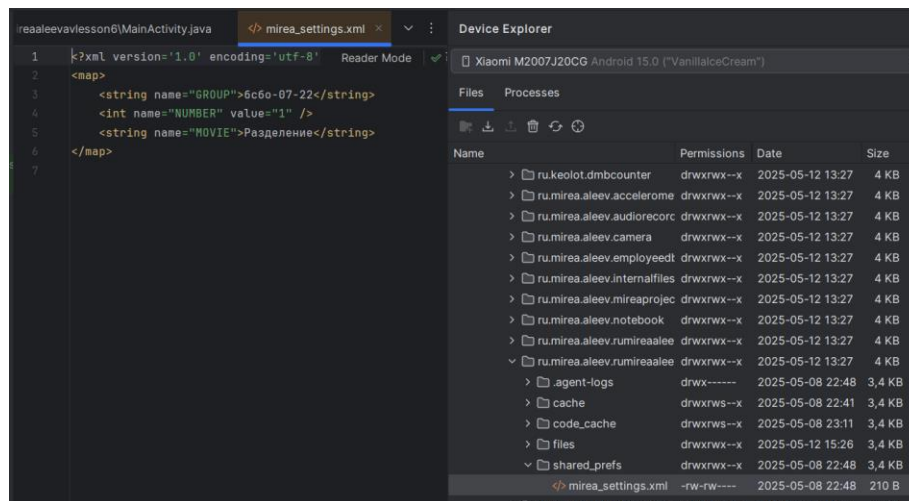 ireaaleevavlesson6\MainActivity.java
</> mirea_settings.xml ×
Reader Mode
1 <?xml version='1.0' encoding='utf-8'
2 <map>
3 <string name="GROUP">6с6о-07-22</string>
4 <int name="NUMBER" value="1" />
5 <string name="MOVIE">Разделение</string>
6 </map>
7
Device Explorer
Xiaomi M2007J20CG Android 15.0 ("VanillaIceCream")
Files Processes
Name Permissions Date Size
ru.keolot.dmbcounter drwxrwx--x 2025-05-12 13:27 4 KB
ru.mirea.aleev.accelerome drwxrwx--x 2025-05-12 13:27 4 KB
ru.mirea.aleev.audiorecorc drwxrwx--x 2025-05-12 13:27 4 KB
ru.mirea.aleev.camera drwxrwx--x 2025-05-12 13:27 4 KB
ru.mirea.aleev.employeedt drwxrwx--x 2025-05-12 13:27 4 KB
ru.mirea.aleev.internalfiles drwxrwx--x 2025-05-12 13:27 4 KB
ru.mirea.aleev.mireaprojec drwxrwx--x 2025-05-12 13:27 4 KB
ru.mirea.aleev.notebook drwxrwx--x 2025-05-12 13:27 4 KB
ru.mirea.aleev.rumireaalee drwxrwx--x 2025-05-12 13:27 4 KB
ru.mirea.aleev.rumireaalee drwxrwx--x 2025-05-12 13:27 4 KB
.agent-logs drwx------ 2025-05-08 22:48 3,4 KB
cache drwxrws--x 2025-05-08 22:41 3,4 KB
code_cache drwxrws--x 2025-05-08 23:11 3,4 KB
files drwxrwx--x 2025-05-12 15:26 3,4 KB
shared_prefs drwxrwx--x 2025-05-08 22:48 3,4 KB
</> mirea_settings.xml -rw-rw---- 2025-05-08 22:48 210 B